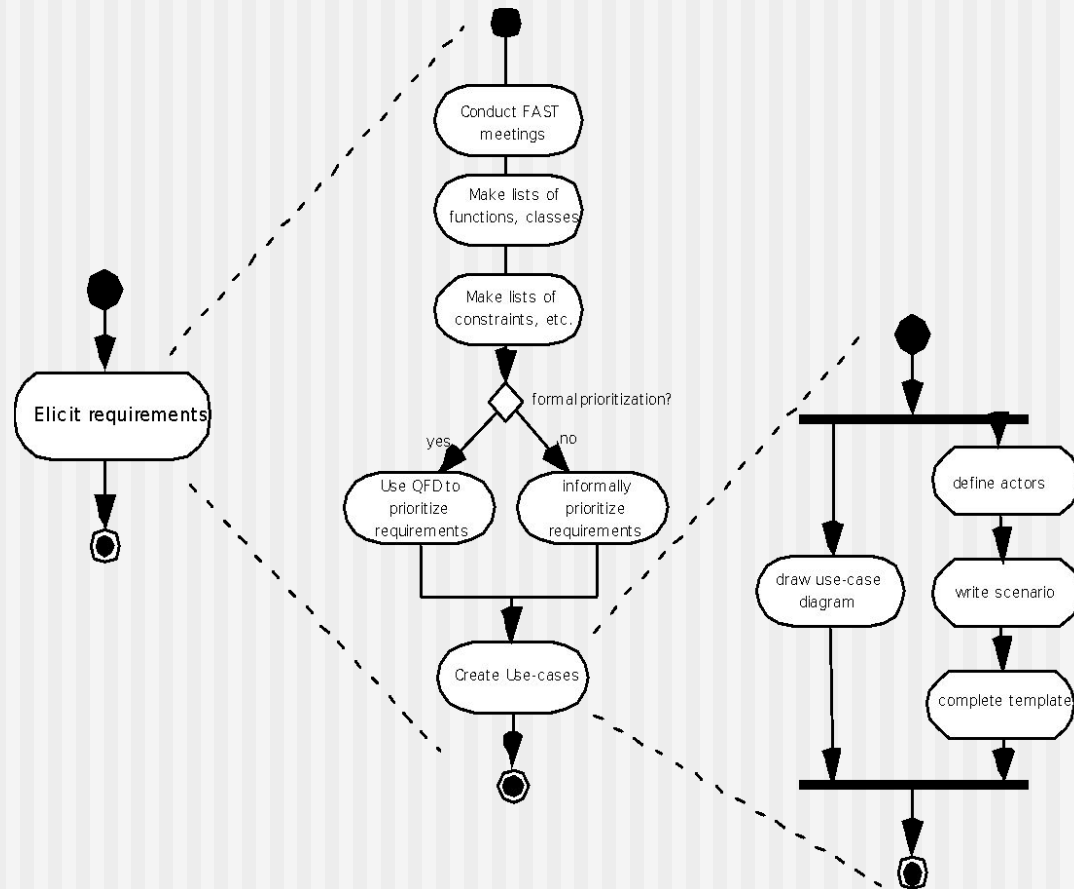 Elicit requirements
Conduct FAST
meetings
Make lists of
functions, classes
Make lists of
constraints, etc.
formal prioritization?
yes
no
Use QFD to
prioritize
requirements
informally
prioritize
requirements
Create Use-cases
draw use-case
diagram
define actors
write scenario
complete template